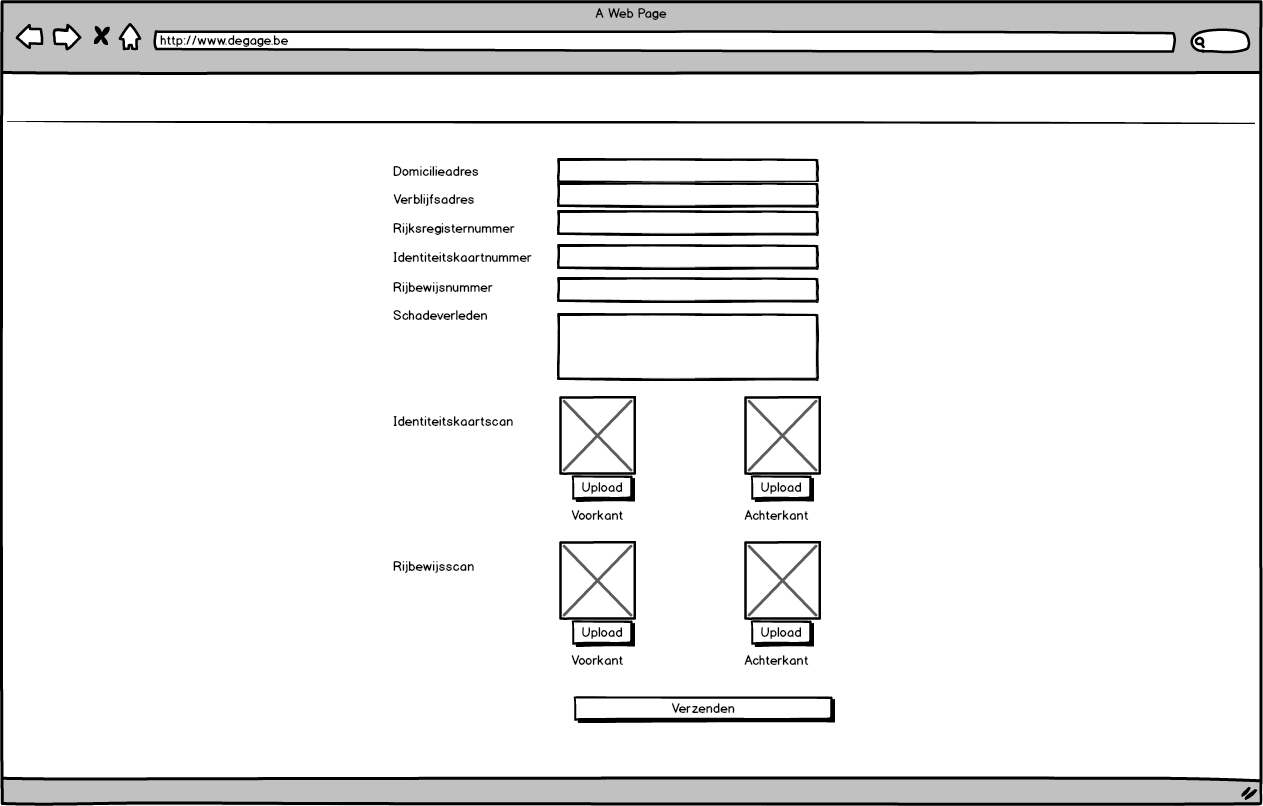 A Web Page
http://www.degage.be
Domicilieadres
Verblijfsadres
Rijksregisternummer
Identiteitskaartnummer
Rijbewijsnummer
Schadeverleden
Identiteitskaartscan
Upload Upload
Voorkant Achterkant
Rijbewijsscan
Upload Upload
Voorkant Achterkant
Verzenden